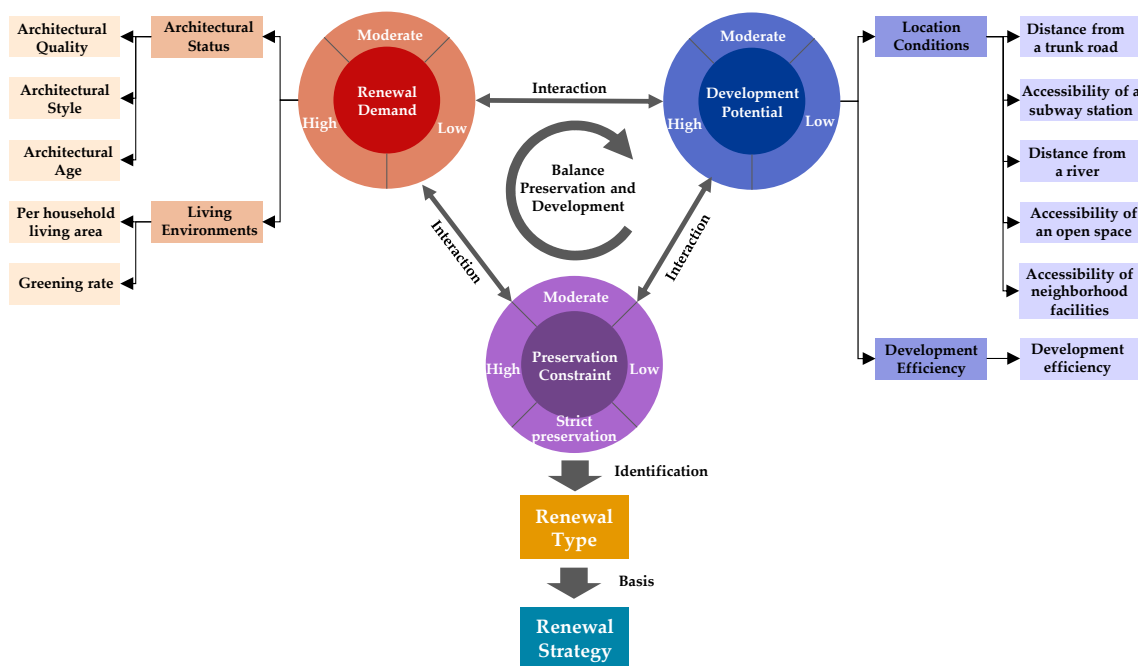 Architectural
Quality
Architectural
Style
Architectural
Age
Per household
living area
Greening rate
Architectural
Status
Living
Environments
Moderate
High
Low
Renewal
Demand
Interaction
Balance
Preservation and
Development
Interaction
Interaction
Moderate
High
Low
Development
Potential
Moderate
High
Low
Strict
preservation
Preservation
Constraint
Location
Conditions
Development
Efficiency
Distance from
a trunk road
Accessibility of a
subway station
Distance from
a river
Accessibility of
an open space
Accessibility of
neighborhood
facilities
Development
efficiency
Identification
Renewal
Type
Basis
Renewal
Strategy